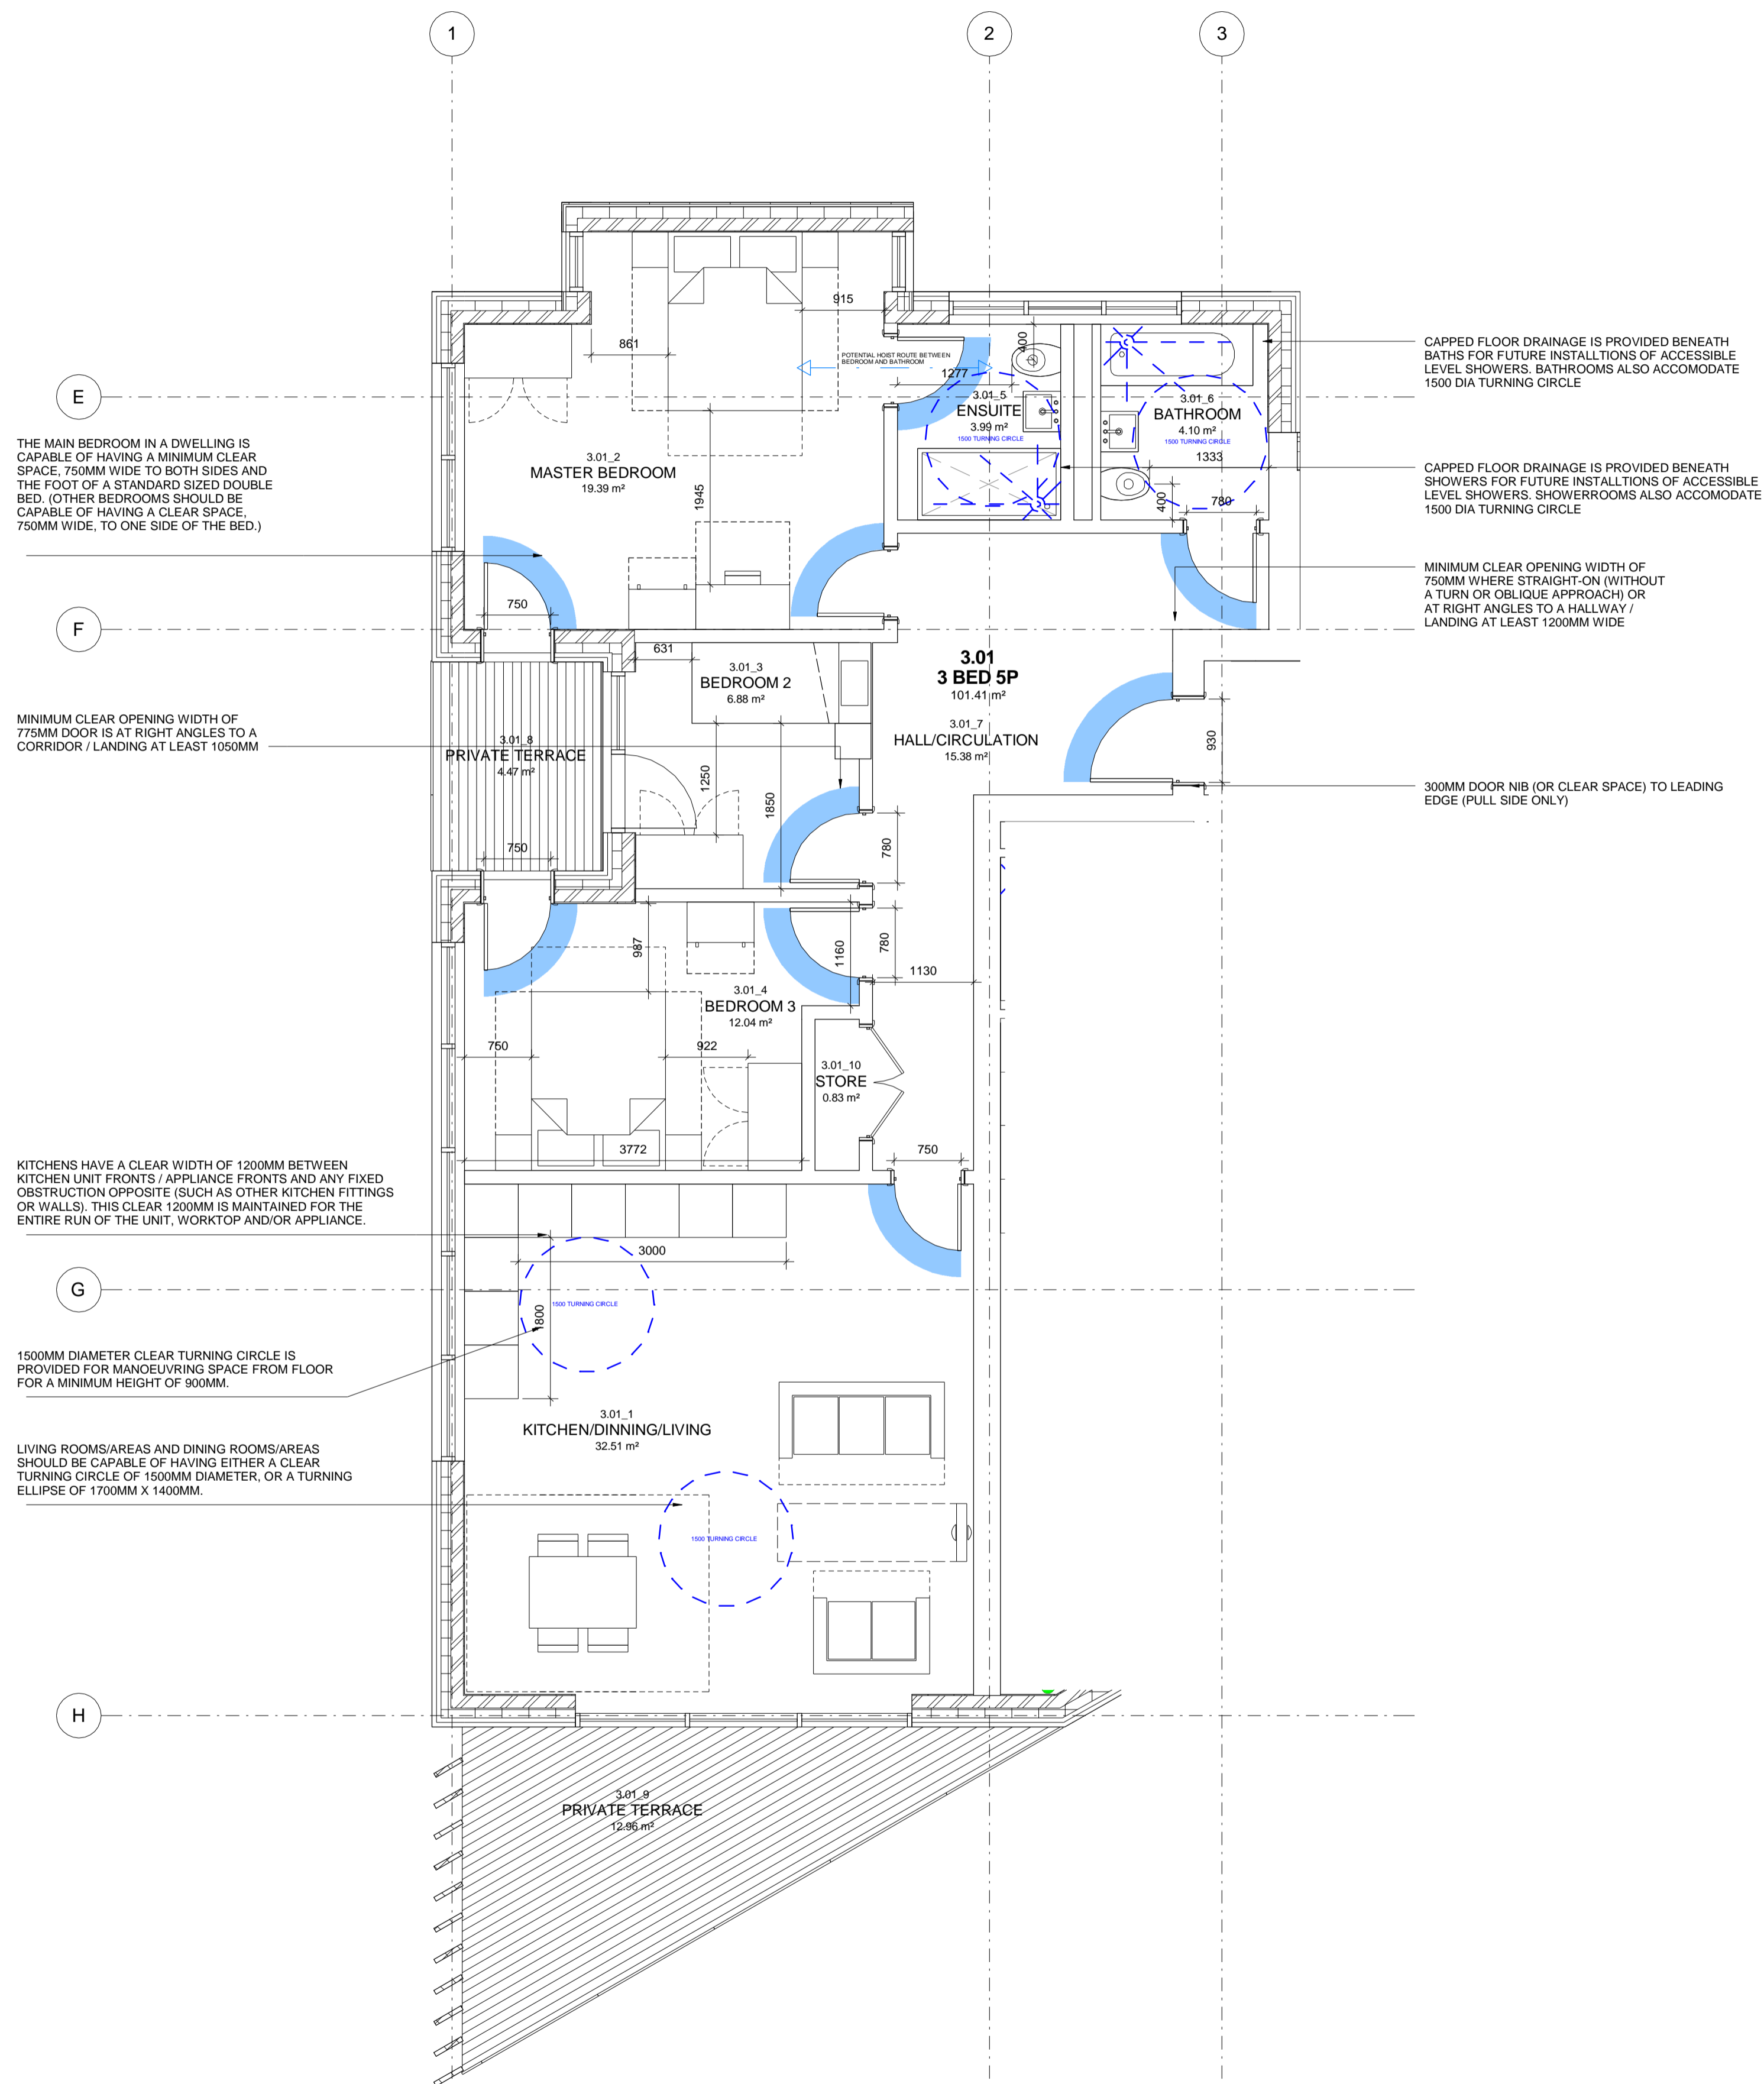 1
2
3
E
F
G
H
THE MAIN BEDROOM IN A DWELLING IS
CAPABLE OF HAVING A MINIMUM CLEAR
SPACE, 750MM WIDE TO BOTH SIDES AND
THE FOOT OF A STANDARD SIZED DOUBLE
BED. (OTHER BEDROOMS SHOULD BE
CAPABLE OF HAVING A CLEAR SPACE,
750MM WIDE, TO ONE SIDE OF THE BED.)
MINIMUM CLEAR OPENING WIDTH OF
775MM DOOR IS AT RIGHT ANGLES TO A
CORRIDOR / LANDING AT LEAST 1050MM
KITCHENS HAVE A CLEAR WIDTH OF 1200MM BETWEEN
KITCHEN UNIT FRONTS / APPLIANCE FRONTS AND ANY FIXED
OBSTRUCTION OPPOSITE (SUCH AS OTHER KITCHEN FITTINGS
OR WALLS). THIS CLEAR 1200MM IS MAINTAINED FOR THE
ENTIRE RUN OF THE UNIT, WORKTOP AND/OR APPLIANCE.
1500MM DIAMETER CLEAR TURNING CIRCLE IS
PROVIDED FOR MANOEUVRING SPACE FROM FLOOR
FOR A MINIMUM HEIGHT OF 900MM.
LIVING ROOMS/AREAS AND DINING ROOMS/AREAS
SHOULD BE CAPABLE OF HAVING EITHER A CLEAR
TURNING CIRCLE OF 1500MM DIAMETER, OR A TURNING
ELLIPSE OF 1700MM X 1400MM.
915
861
POTENTIAL HOIST ROUTE BETWEEN
BEDROOM AND BATHROOM
1277
400
3.01_5
ENSUITE
3.99 m²
1500 TURNING CIRCLE
3.01_6
BATHROOM
4.10 m²
1500 TURNING CIRCLE
1333
400
780
3.01_2
MASTER BEDROOM
19.39 m²
1945
750
631
3.01_3
BEDROOM 2
6.88 m²
3.01
3 BED 5P
101.41 m²
3.01_7
HALL/CIRCULATION
15.38 m²
930
3.01_8
PRIVATE TERRACE
4.47 m²
1250
1850
780
750
987
1160
780
1130
3.01_4
BEDROOM 3
12.04 m²
750
922
3.01_10
STORE
0.83 m²
3772
750
3000
1500 TURNING CIRCLE
1800
3.01_1
KITCHEN/DINNING/LIVING
32.51 m²
1500 TURNING CIRCLE
3.01_9
PRIVATE TERRACE
12.96 m²
CAPPED FLOOR DRAINAGE IS PROVIDED BENEATH
BATHS FOR FUTURE INSTALLTIONS OF ACCESSIBLE
LEVEL SHOWERS. BATHROOMS ALSO ACCOMODATE
1500 DIA TURNING CIRCLE
CAPPED FLOOR DRAINAGE IS PROVIDED BENEATH
SHOWERS FOR FUTURE INSTALLTIONS OF ACCESSIBLE
LEVEL SHOWERS. SHOWERROOMS ALSO ACCOMODATE
1500 DIA TURNING CIRCLE
MINIMUM CLEAR OPENING WIDTH OF
750MM WHERE STRAIGHT-ON (WITHOUT
A TURN OR OBLIQUE APPROACH) OR
AT RIGHT ANGLES TO A HALLWAY /
LANDING AT LEAST 1200MM WIDE
300MM DOOR NIB (OR CLEAR SPACE) TO LEADING
EDGE (PULL SIDE ONLY)